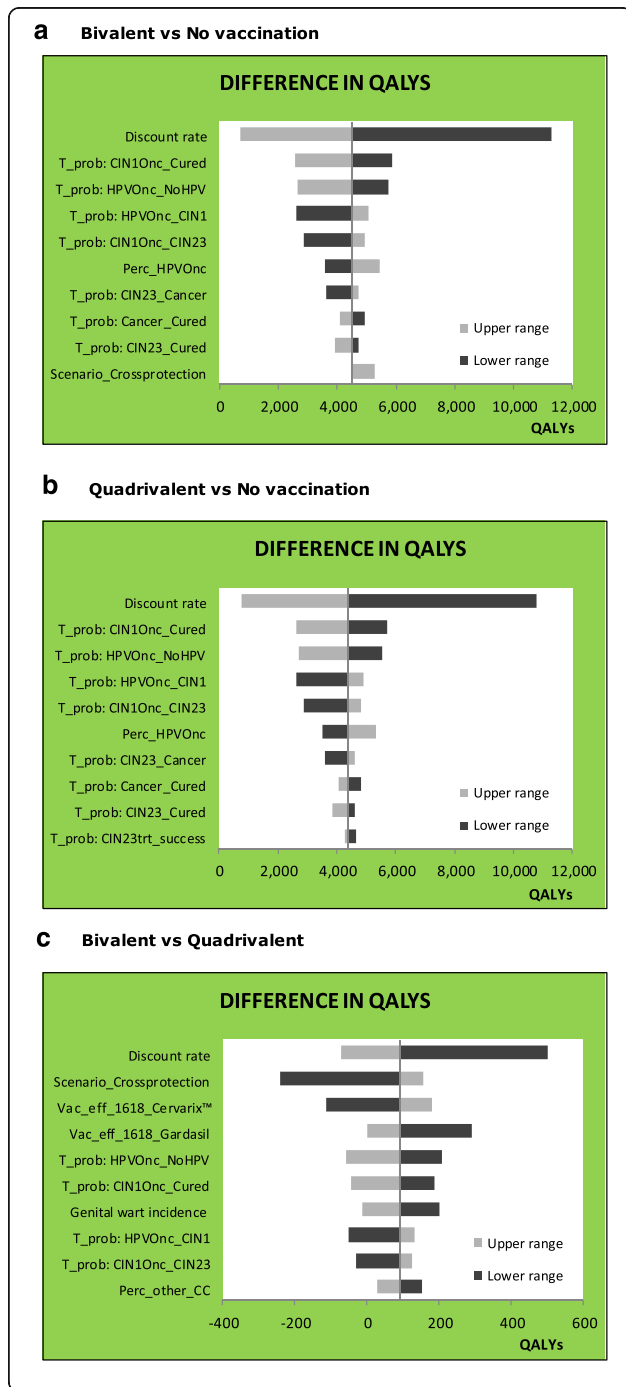 a Bivalent vs No vaccination
DIFFERENCE IN QALYS
Discount rate
T_prob: CIN1Onc_Cured
T_prob: HPVOnc_NoHPV
T_prob: HPVOnc_CIN1
T_prob: CIN1Onc_CIN23
Perc_HPVOnc
T_prob: CIN23_Cancer
T_prob: Cancer_Cured
T_prob: CIN23_Cured
Scenario_Crossprotection
Upper range
Lower range
0 2,000 4,000 6,000 8,000 10,000 12,000
QALYs
b Quadrivalent vs No vaccination
DIFFERENCE IN QALYS
Discount rate
T_prob: CIN1Onc_Cured
T_prob: HPVOnc_NoHPV
T_prob: HPVOnc_CIN1
T_prob: CIN1Onc_CIN23
Perc_HPVOnc
T_prob: CIN23_Cancer
T_prob: Cancer_Cured
T_prob: CIN23_Cured
T_prob: CIN23trt_success
Upper range
Lower range
0 2,000 4,000 6,000 8,000 10,000 12,000
QALYs
c Bivalent vs Quadrivalent
DIFFERENCE IN QALYS
Discount rate
Scenario_Crossprotection
Vac_eff_1618_Cervarix™
Vac_eff_1618_Gardasil
T_prob: HPVOnc_NoHPV
T_prob: CIN1Onc_Cured
Genital wart incidence
T_prob: HPVOnc_CIN1
T_prob: CIN1Onc_CIN23
Perc_other_CC
Upper range
Lower range
-400 -200 0 200 400 600
QALYs